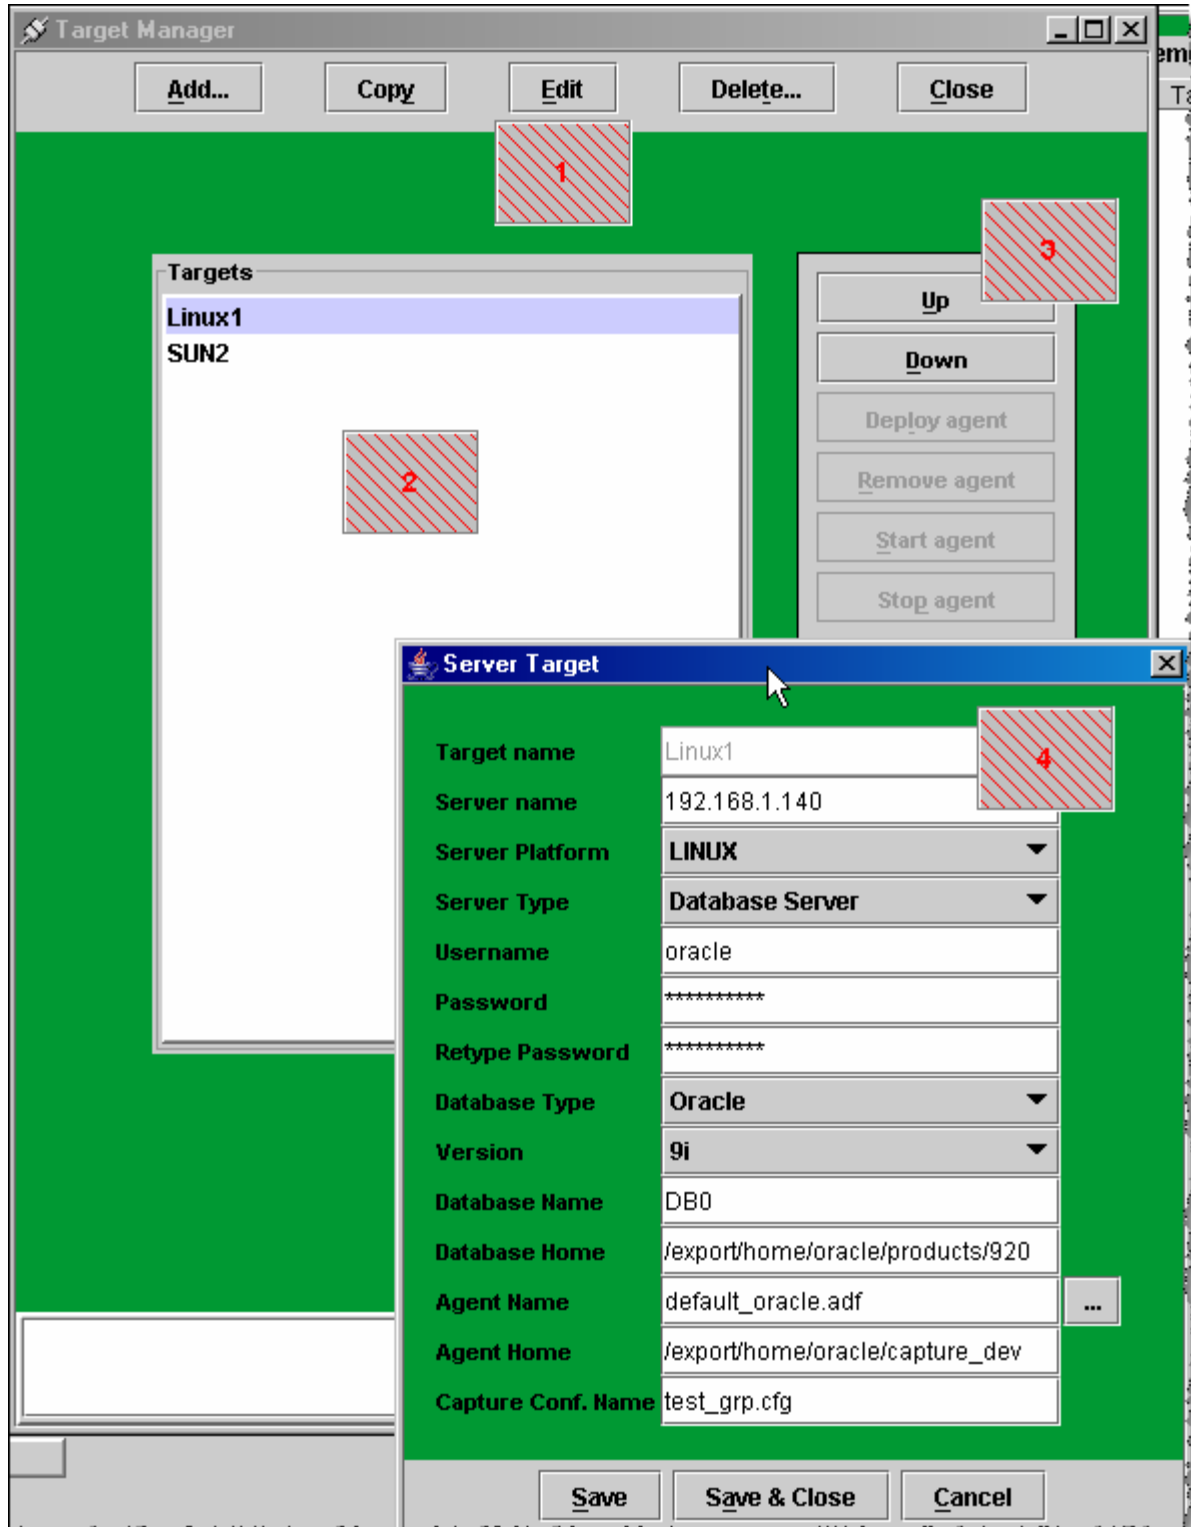 Target Manager
Add... Copy Edit Delete... Close
1
3
Targets
Linux1
SUN2
2
Up
Down
Deploy agent
Remove agent
Start agent
Stop agent
Server Target
4
Target name Linux1
Server name 192.168.1.140
Server Platform LINUX
Server Type Database Server
Username oracle
Password **********
Retype Password **********
Database Type Oracle
Version 9i
Database Name DB0
Database Home /export/home/oracle/products/920
Agent Name default_oracle.adf ...
Agent Home /export/home/oracle/capture_dev
Capture Conf. Name test_grp.cfg
Save Save & Close Cancel